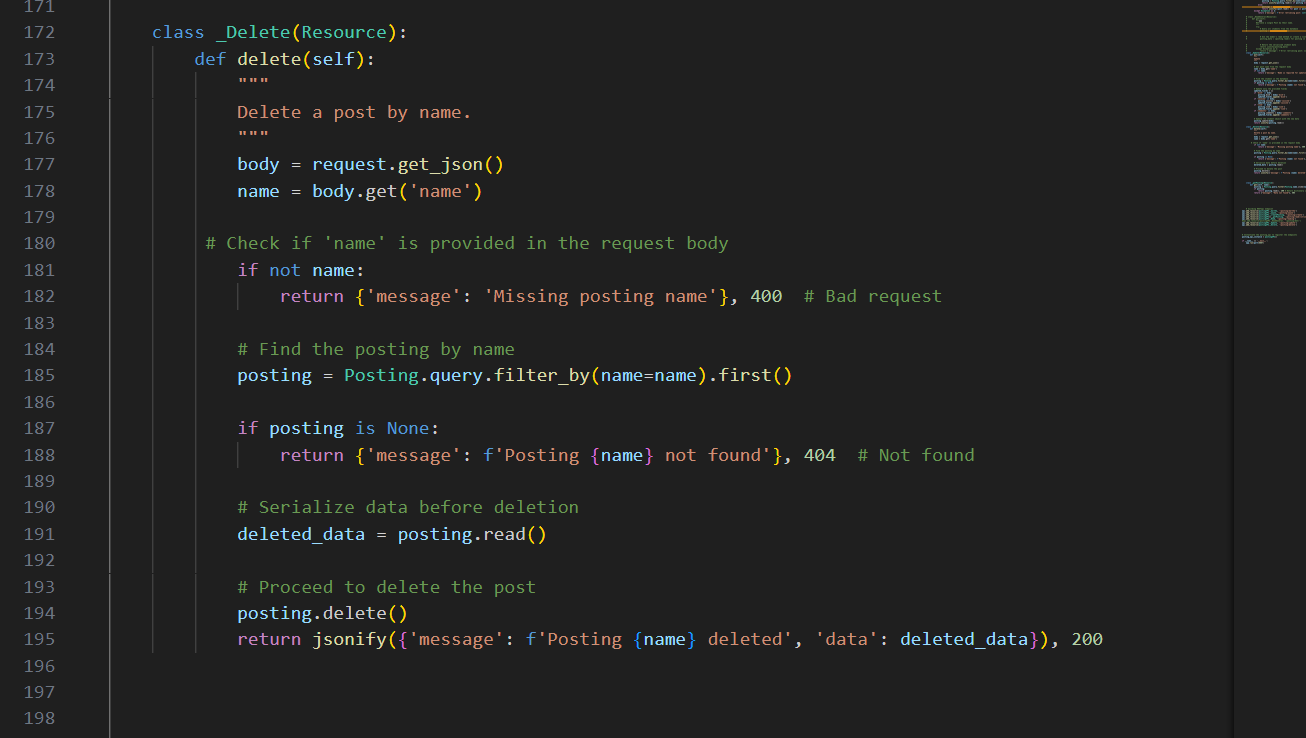 171
172 class _Delete(Resource):
173 def delete(self):
174 """
175 Delete a post by name.
176 """
177 body = request.get_json()
178 name = body.get('name')
179
180 # Check if 'name' is provided in the request body
181 if not name:
182 return {'message': 'Missing posting name'}, 400  # Bad request
183
184 # Find the posting by name
185 posting = Posting.query.filter_by(name=name).first()
186
187 if posting is None:
188 return {'message': f'Posting {name} not found'}, 404  # Not found
189
190 # Serialize data before deletion
191 deleted_data = posting.read()
192
193 # Proceed to delete the post
194 posting.delete()
195 return jsonify({'message': f'Posting {name} deleted', 'data': deleted_data}), 200
196
197
198